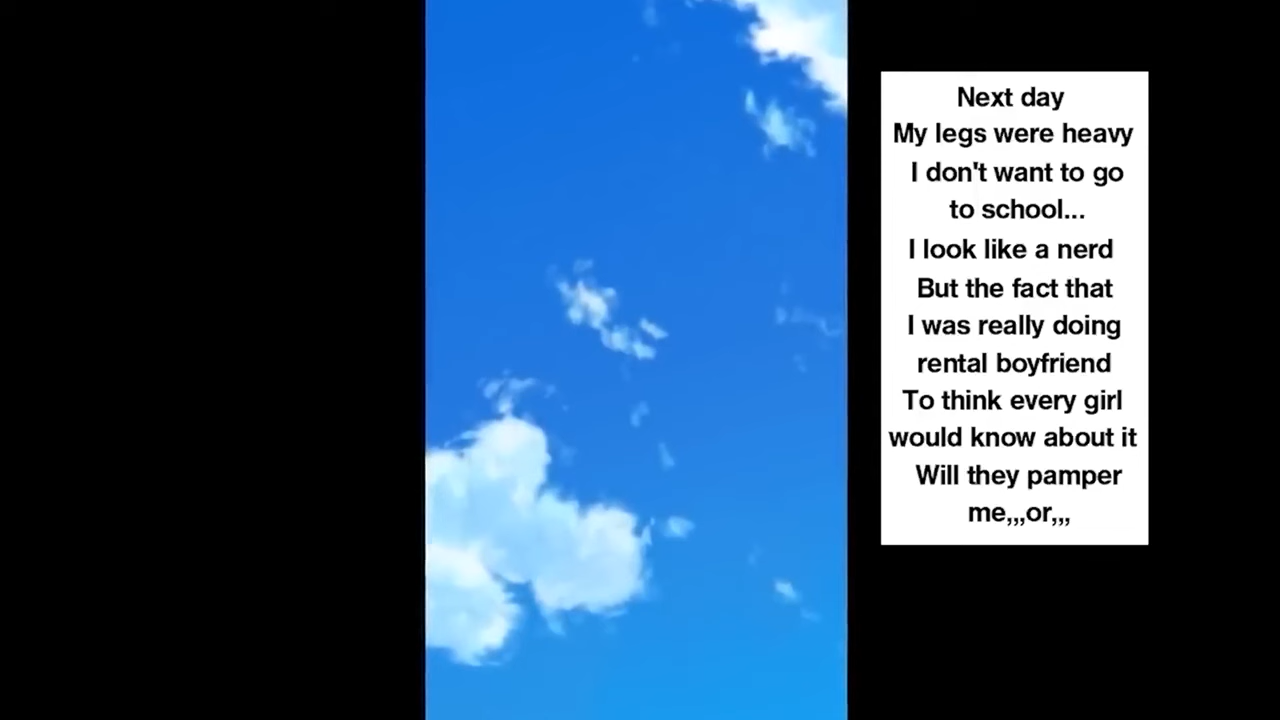 Next day
My legs were heavy
I don't want to go
to school...
I look like a nerd
But the fact that
I was really doing
rental boyfriend
To think every girl
would know about it
Will they pamper
me,,,or,,,